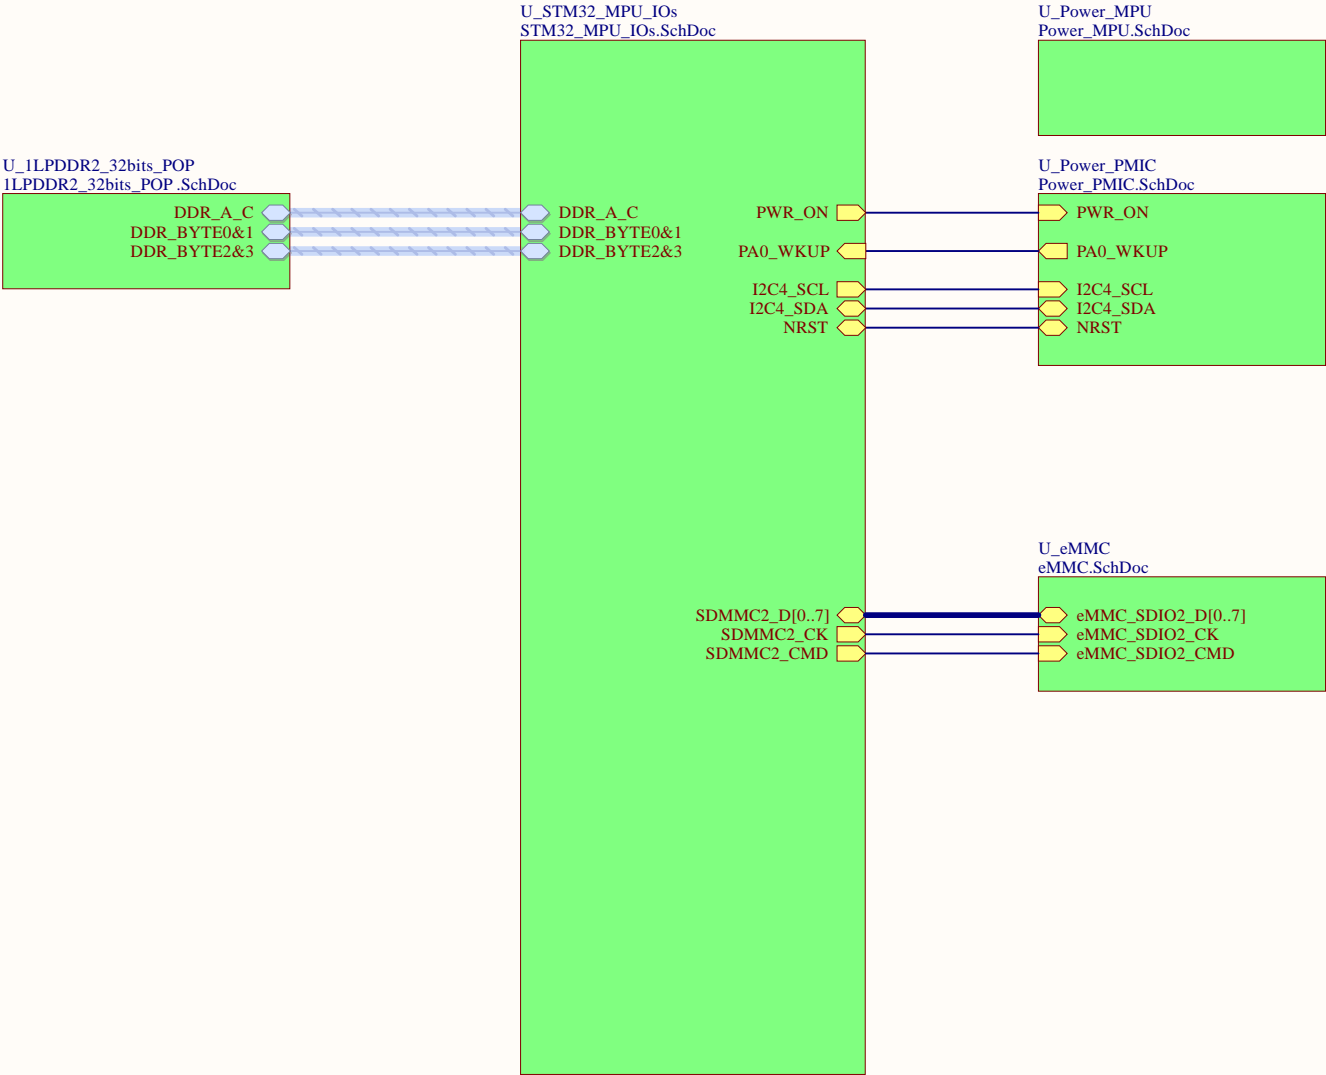 U_STM32_MPU_IOs
STM32_MPU_IOs.SchDoc
U_Power_MPU
Power_MPU.SchDoc
U_1LPDDR2_32bits_POP
1LPDDR2_32bits_POP.SchDoc
DDR_A_C
DDR_BYTE0&1
DDR_BYTE2&3
DDR_A_C
DDR_BYTE0&1
DDR_BYTE2&3
PWR_ON
PA0_WKUP
I2C4_SCL
I2C4_SDA
NRST
U_Power_PMIC
Power_PMIC.SchDoc
PWR_ON
PA0_WKUP
I2C4_SCL
I2C4_SDA
NRST
SDMMC2_D[0..7]
SDMMC2_CK
SDMMC2_CMD
U_eMMC
eMMC.SchDoc
eMMC_SDIO2_D[0..7]
eMMC_SDIO2_CK
eMMC_SDIO2_CMD